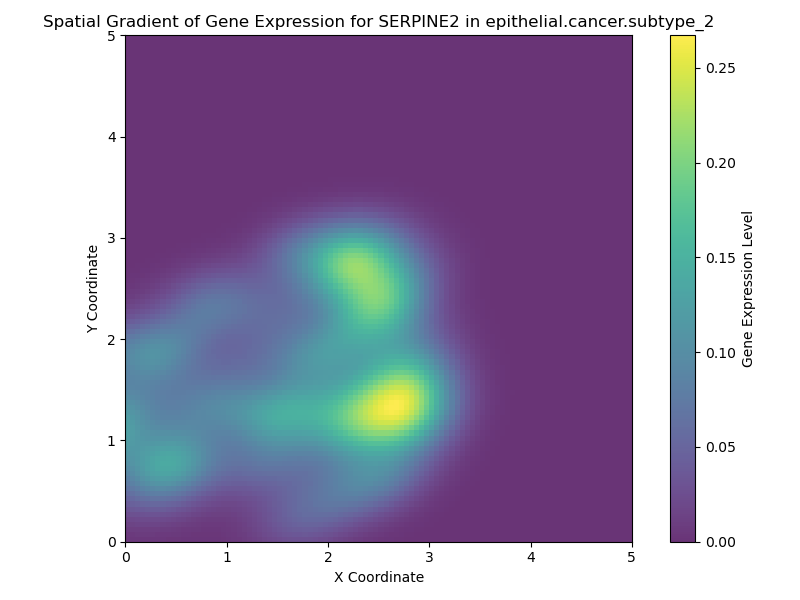 Spatial Gradient of Gene Expression for SERPINE2 in epithelial.cancer.subtype_2
5
4
3
2
1
0
Y Coordinate
0 1 2 3 4 5
X Coordinate
0.25
0.20
0.15
0.10
0.05
0.00
Gene Expression Level